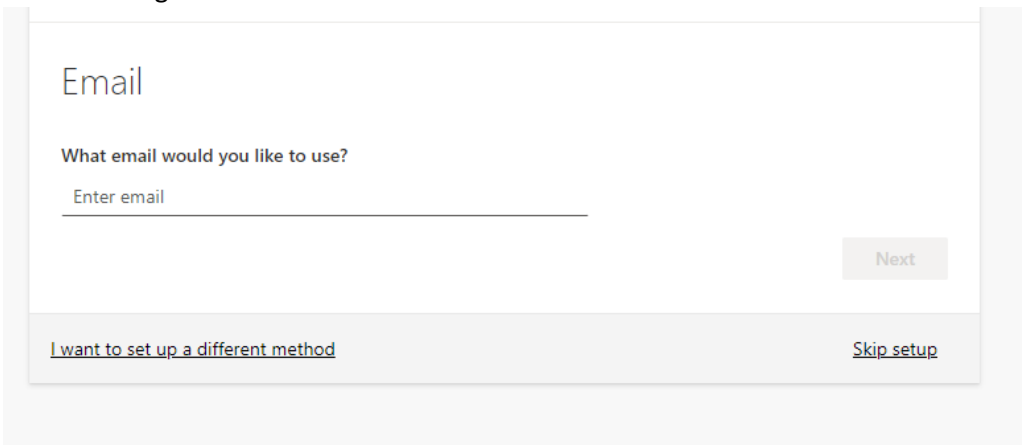 Email
What email would you like to use?
Enter email
Next
I want to set up a different method
Skip setup